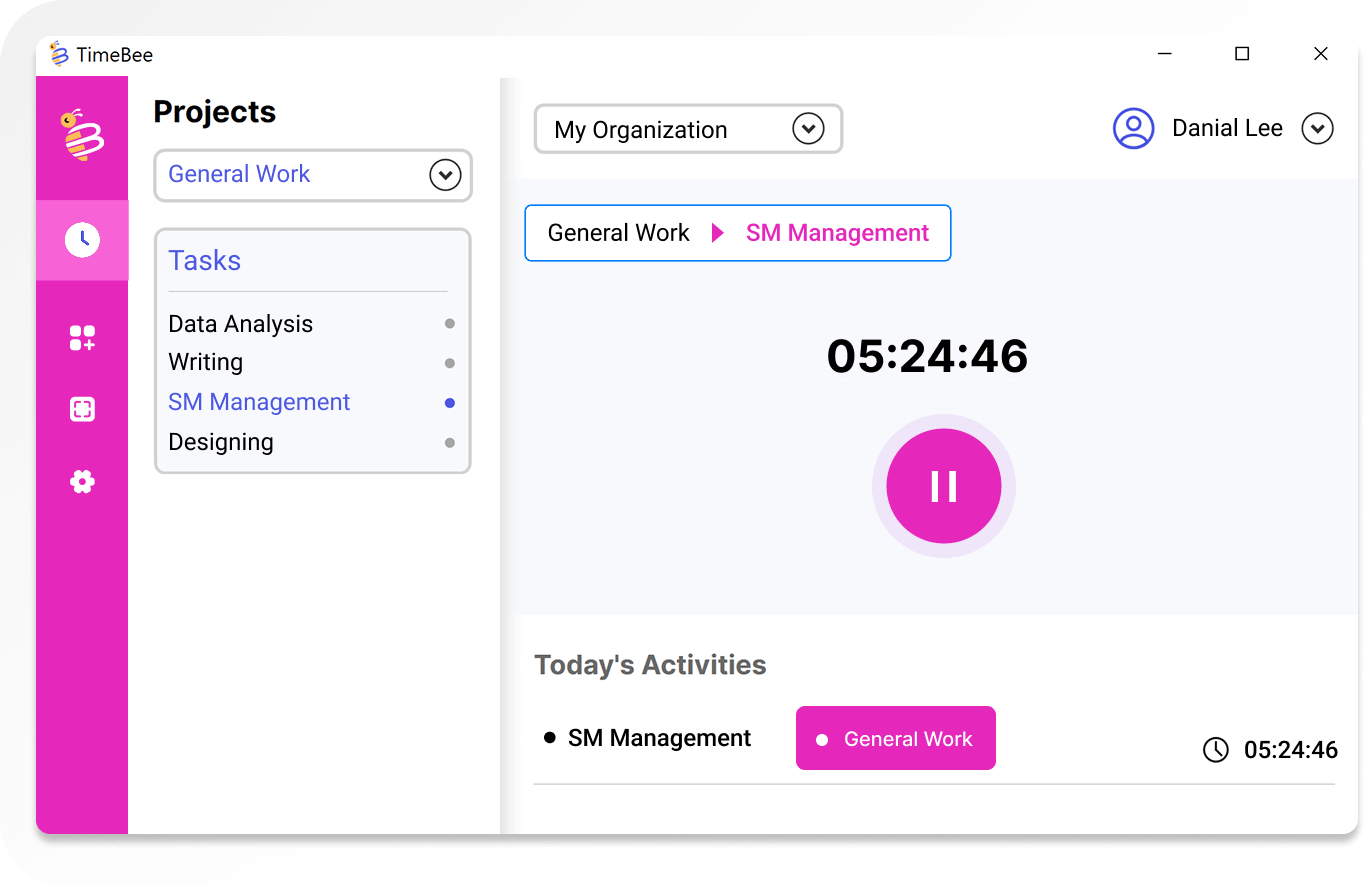 TimeBee
Projects
General Work
Tasks
Data Analysis
Writing
SM Management
Designing
My Organization
Danial Lee
General Work SM Management
05:24:46
Today's Activities
SM Management General Work 05:24:46